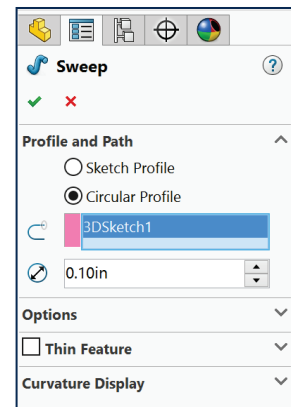 Sweep
?
Profile and Path
Sketch Profile
Circular Profile
3DSketch1
0.10in
Options
Thin Feature
Curvature Display